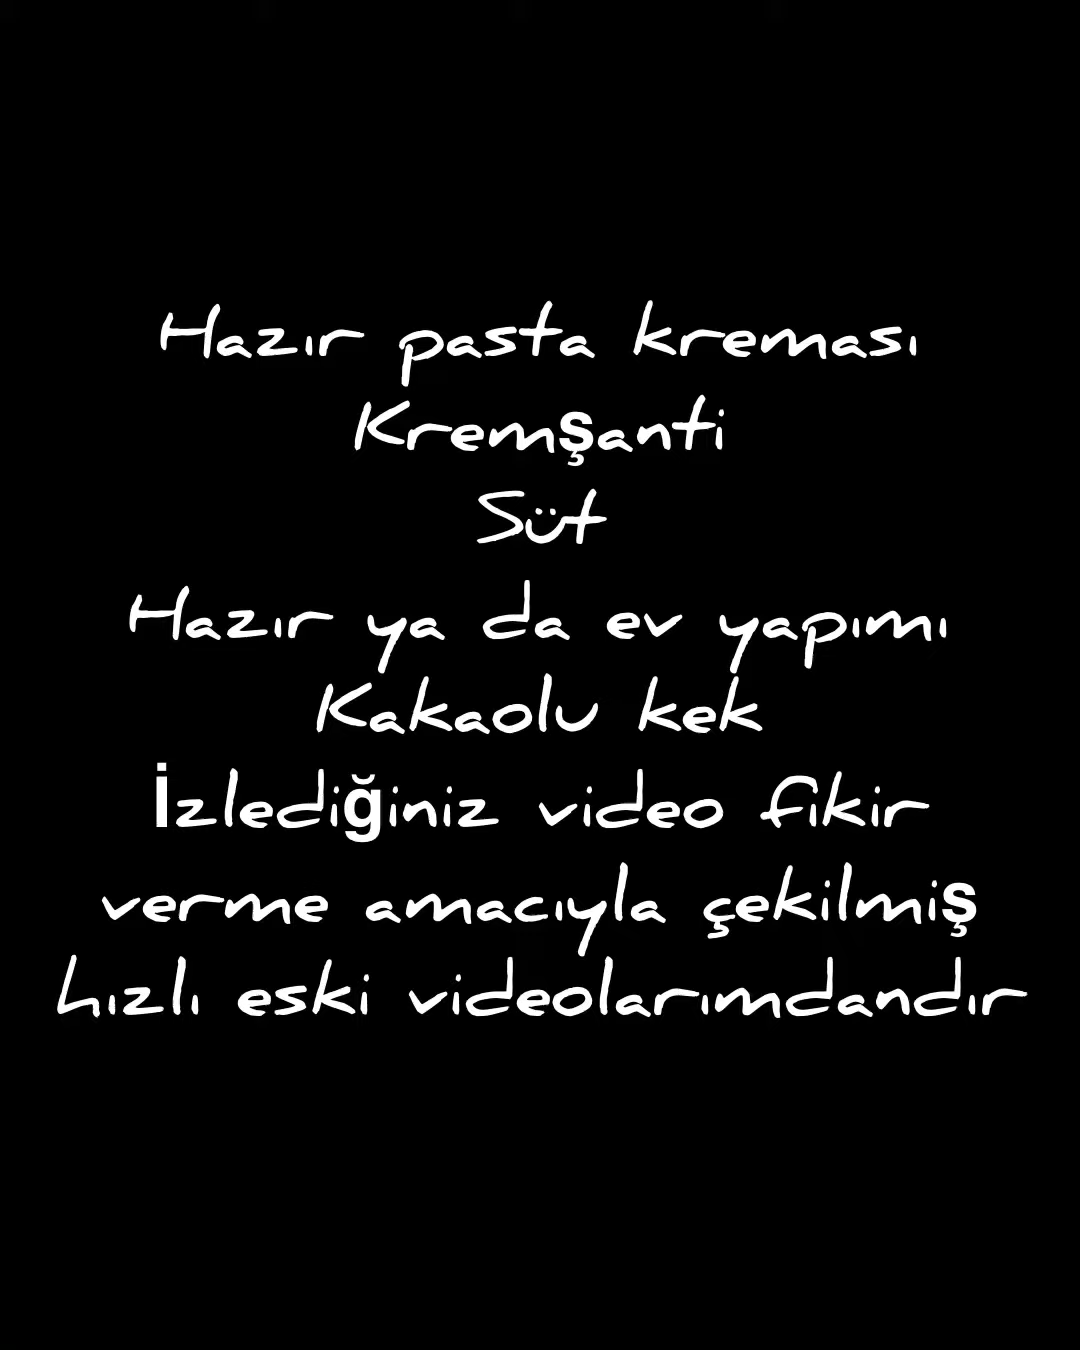 Hazır pasta kreması
Kremşanti
Süt
Hazır ya da ev yapımı
Kakaolu kek
İzlediğiniz video fikir
verme amacıyla çekilmiş
hızlı eski videolarımdandır